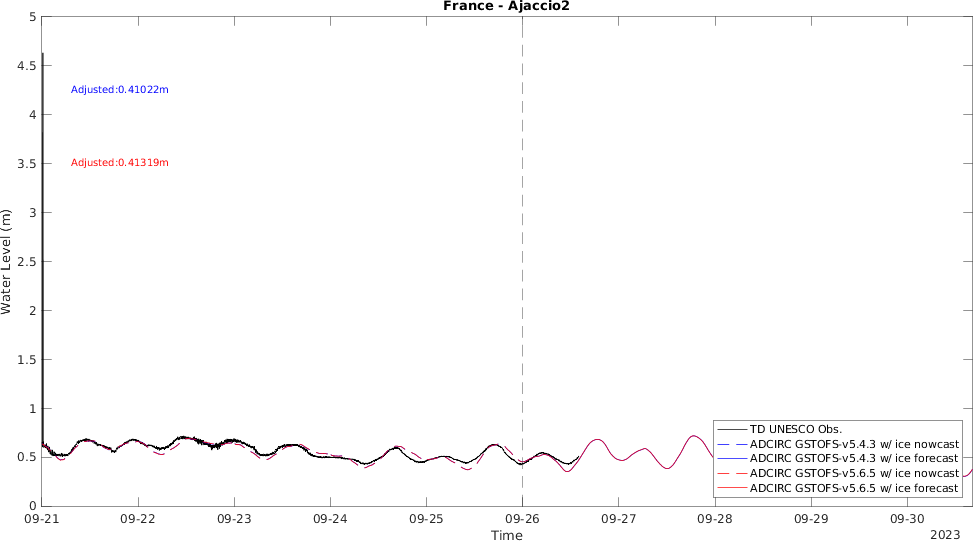 France - Ajaccio2
5
4.5
4
3.5
3
2.5
2
1.5
1
0.5
0
Water Level (m)
Adjusted:0.41022m
Adjusted:0.41319m
TD UNESCO Obs.
ADCIRC GSTOFS-v5.4.3 w/ ice nowcast
ADCIRC GSTOFS-v5.4.3 w/ ice forecast
ADCIRC GSTOFS-v5.6.5 w/ ice nowcast
ADCIRC GSTOFS-v5.6.5 w/ ice forecast
09-21 09-22 09-23 09-24 09-25 09-26 09-27 09-28 09-29 09-30
Time
2023